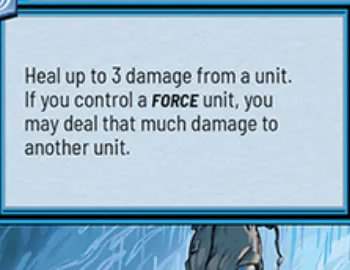 Heal up to 3 damage from a unit.
If you control a FORCE unit, you
may deal that much damage to
another unit.